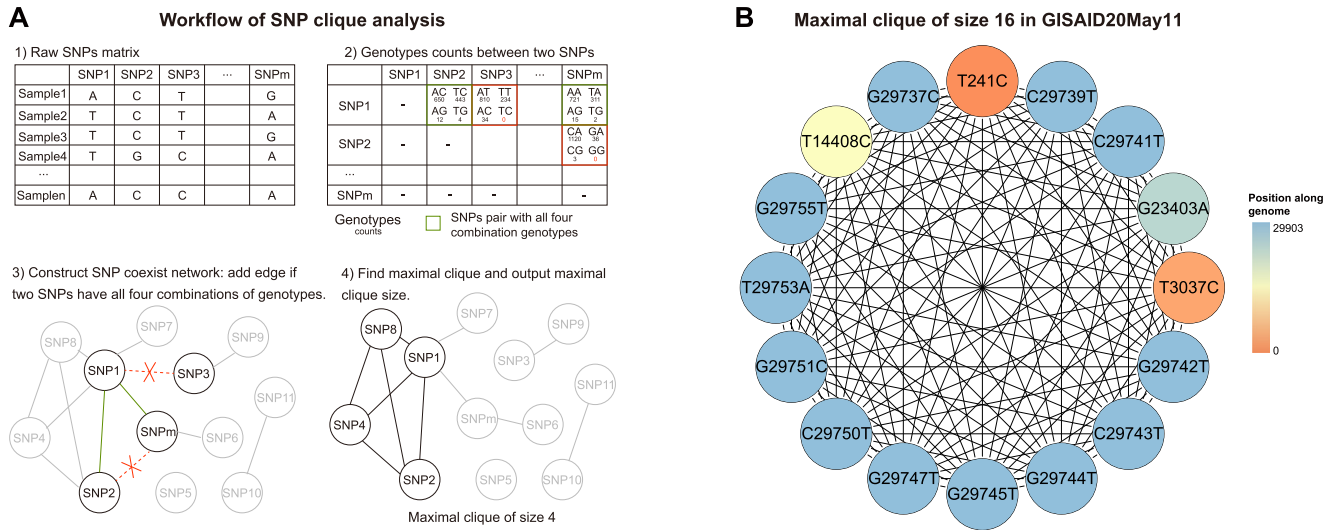 A
Workflow of SNP clique analysis
1) Raw SNPs matrix
SNP1 SNP2 SNP3 ... SNPm
Sample1 A C T G
Sample2 T C T A
Sample3 T C T G
Sample4 T G C A
...
Samplen A C C A
2) Genotypes counts between two SNPs
SNP1 SNP2 SNP3 ... SNPm
SNP1 - AC TC AT TT AA TA
650 443 810 234 721 311
AG TG AC TC AG TG
12 4 34 0 15 2
SNP2 - - CA GA
1120 38
CG GG
3 0
...
SNPm - - - -
Genotypes
counts
SNPs pair with all four
combination genotypes
3) Construct SNP coexist network: add edge if
two SNPs have all four combinations of genotypes.
SNP7
SNP8
SNP9
SNP1
SNP3
SNP11
SNP4
SNPm
SNP6
SNP2
SNP5
SNP10
4) Find maximal clique and output maximal
clique size.
SNP7
SNP8
SNP9
SNP1
SNP3
SNP11
SNP4
SNPm
SNP6
SNP2
SNP5
SNP10
Maximal clique of size 4
B
Maximal clique of size 16 in GISAID20May11
T241C
C29739T
C29741T
G23403A
T3037C
G29742T
C29743T
G29744T
G29745T
G29747T
C29750T
G29751C
T29753A
G29755T
T14408C
G29737C
Position along
genome
29903
0